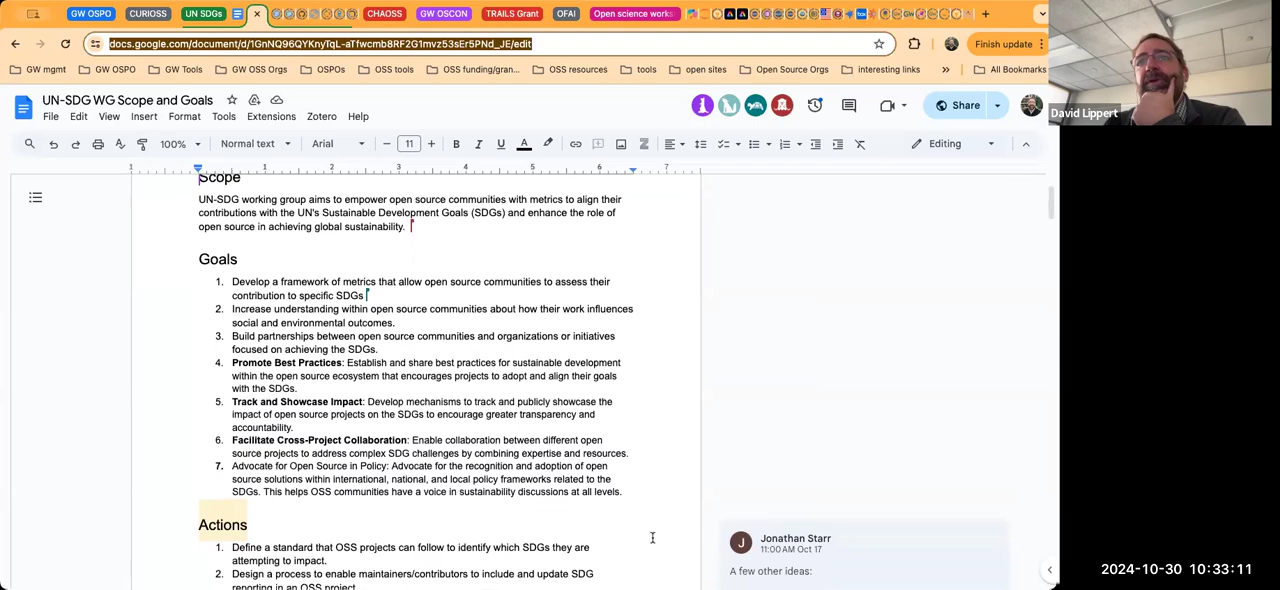 GW OSPO CURIOSS UN SDGs CHAOSS GW OSCON TRAILS Grant OFAI Open science works
docs.google.com/document/d/1GnNQ96QYKnyTqL-aTfwcmb8RF2G1mvz53sEr5PNd_JE/edit Finish update
GW mgmt GW OSPO GW Tools GW OSS Orgs OSPOs OSS tools OSS funding/gran... OSS resources tools open sites Open Source Orgs interesting links » All Bookmarks
UN-SDG WG Scope and Goals
File Edit View Insert Format Tools Extensions Zotero Help
Share
David Lippert
100% Normal text Arial 11 B I U A Editing
1 1 2 3 4 5 6 7
Scope
UN-SDG working group aims to empower open source communities with metrics to align their
contributions with the UN's Sustainable Development Goals (SDGs) and enhance the role of
open source in achieving global sustainability.
Goals
1. Develop a framework of metrics that allow open source communities to assess their
contribution to specific SDGs
2. Increase understanding within open source communities about how their work influences
social and environmental outcomes.
3. Build partnerships between open source communities and organizations or initiatives
focused on achieving the SDGs.
4. Promote Best Practices: Establish and share best practices for sustainable development
within the open source ecosystem that encourages projects to adopt and align their goals
with the SDGs.
5. Track and Showcase Impact: Develop mechanisms to track and publicly showcase the
impact of open source projects on the SDGs to encourage greater transparency and
accountability.
6. Facilitate Cross-Project Collaboration: Enable collaboration between different open
source projects to address complex SDG challenges by combining expertise and resources.
7. Advocate for Open Source in Policy: Advocate for the recognition and adoption of open
source solutions within international, national, and local policy frameworks related to the
SDGs. This helps OSS communities have a voice in sustainability discussions at all levels.
Actions
1. Define a standard that OSS projects can follow to identify which SDGs they are
attempting to impact.
2. Design a process to enable maintainers/contributors to include and update SDG
reporting in an OSS project
J
Jonathan Starr
11:00 AM Oct 17
A few other ideas:
2024-10-30 10:33:11